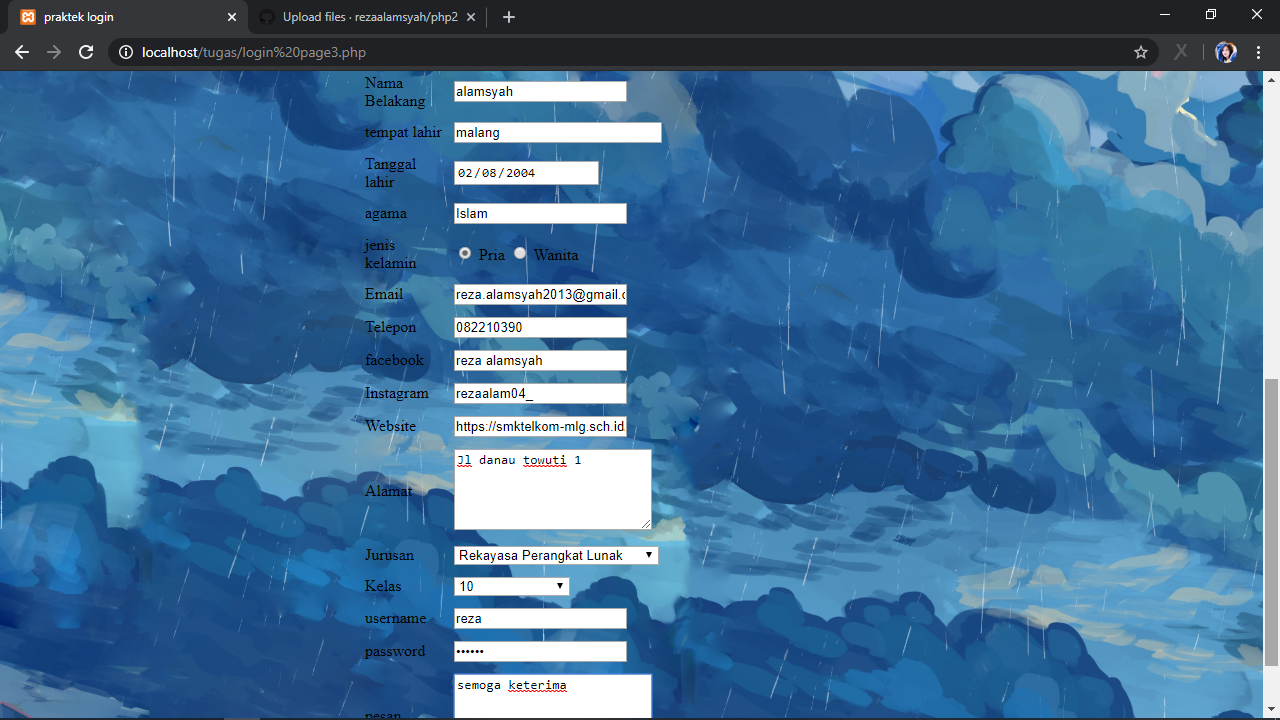 praktek login
Upload files · rezaalamsyah/php2
localhost/tugas/login%20page3.php
Nama
Belakang
alamsyah
tempat lahir
malang
Tanggal
lahir
02/08/2004
agama
Islam
jenis
kelamin
Pria Wanita
Email
reza.alamsyah2013@gmail.c
Telepon
082210390
facebook
reza alamsyah
Instagram
rezaalam04_
Website
https://smktelkom-mlg.sch.id
Jl danau towuti 1
Alamat
Jurusan
Rekayasa Perangkat Lunak
Kelas
10
username
reza
password
••••••
semoga keterima
pesan